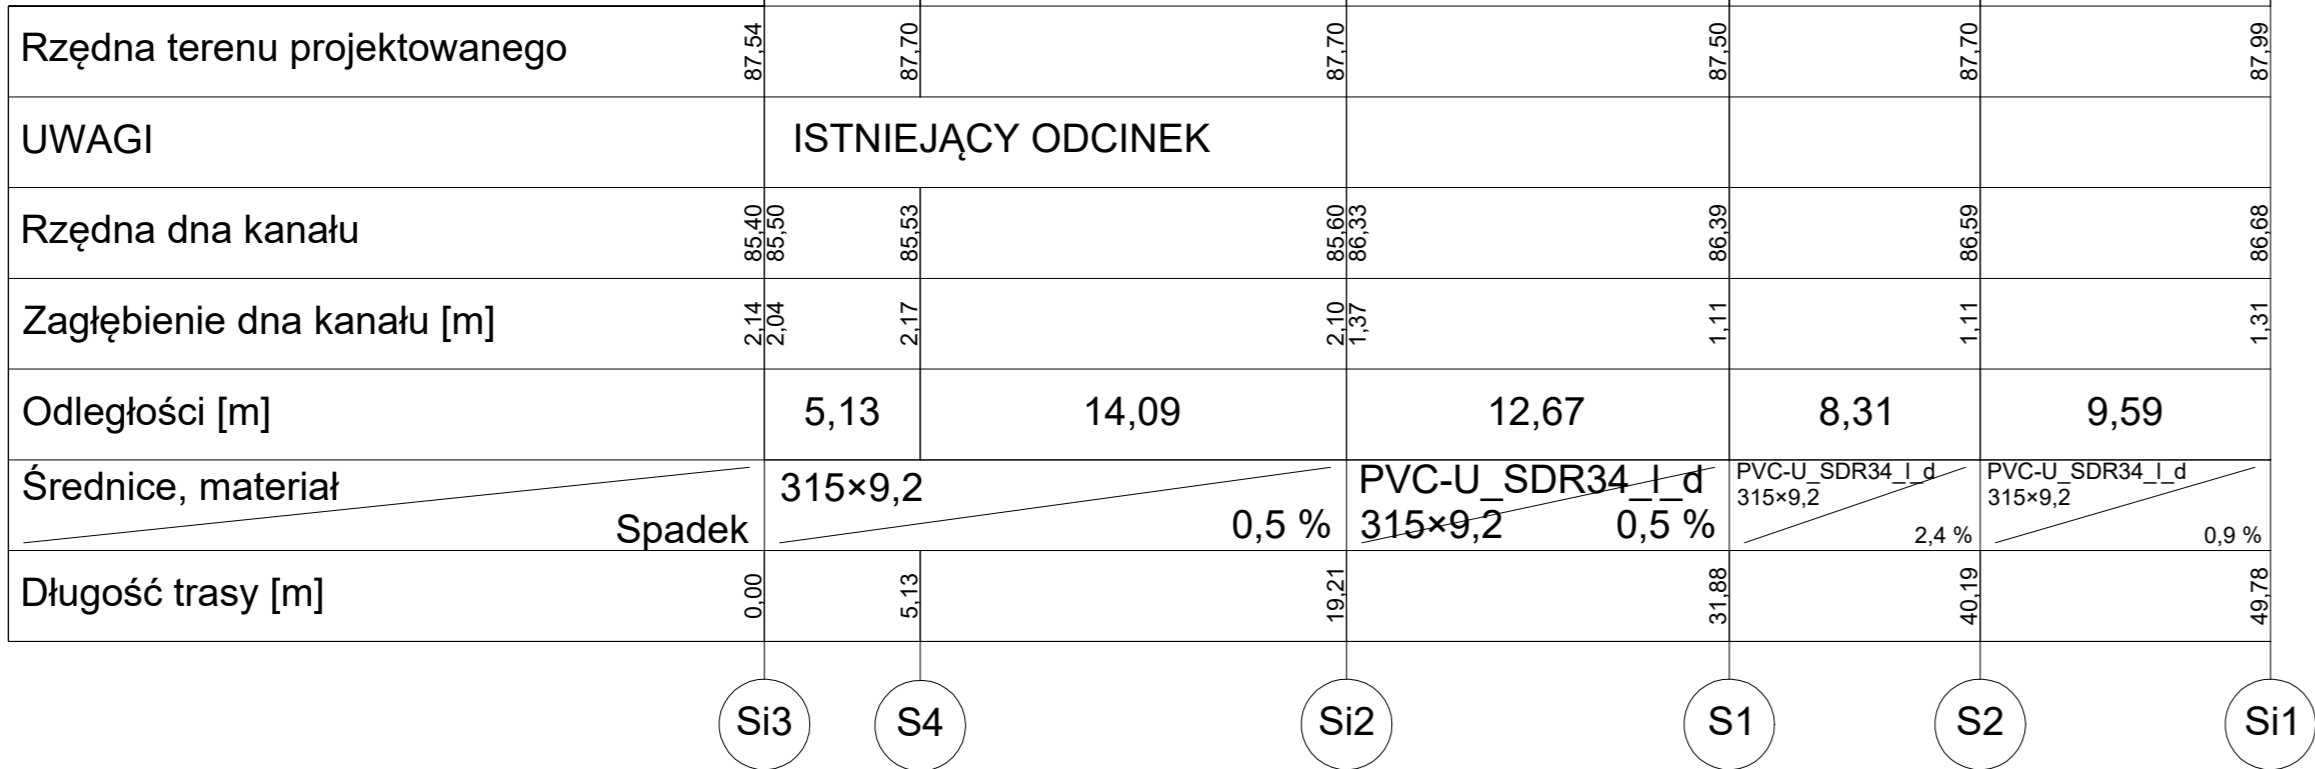 Rzędna terenu projektowanego 87,54 87,70 87,70 87,50 87,70 87,99
UWAGI ISTNIEJĄCY ODCINEK
Rzędna dna kanału 85,40 85,50 85,53 85,60 86,33 86,39 86,59 86,68
Zagłębienie dna kanału [m] 2,14 2,04 2,17 2,10 1,37 1,11 1,11 1,31
Odległości [m] 5,13 14,09 12,67 8,31 9,59
Średnice, materiał 315×9,2 PVC-U_SDR34_l_d PVC-U_SDR34_l_d PVC-U_SDR34_l_d
315×9,2 315×9,2
Spadek 0,5 % 315×9,2 0,5 % 2,4 % 0,9 %
Długość trasy [m] 0,00 5,13 19,21 31,88 40,19 49,78
Si3 S4 Si2 S1 S2 Si1